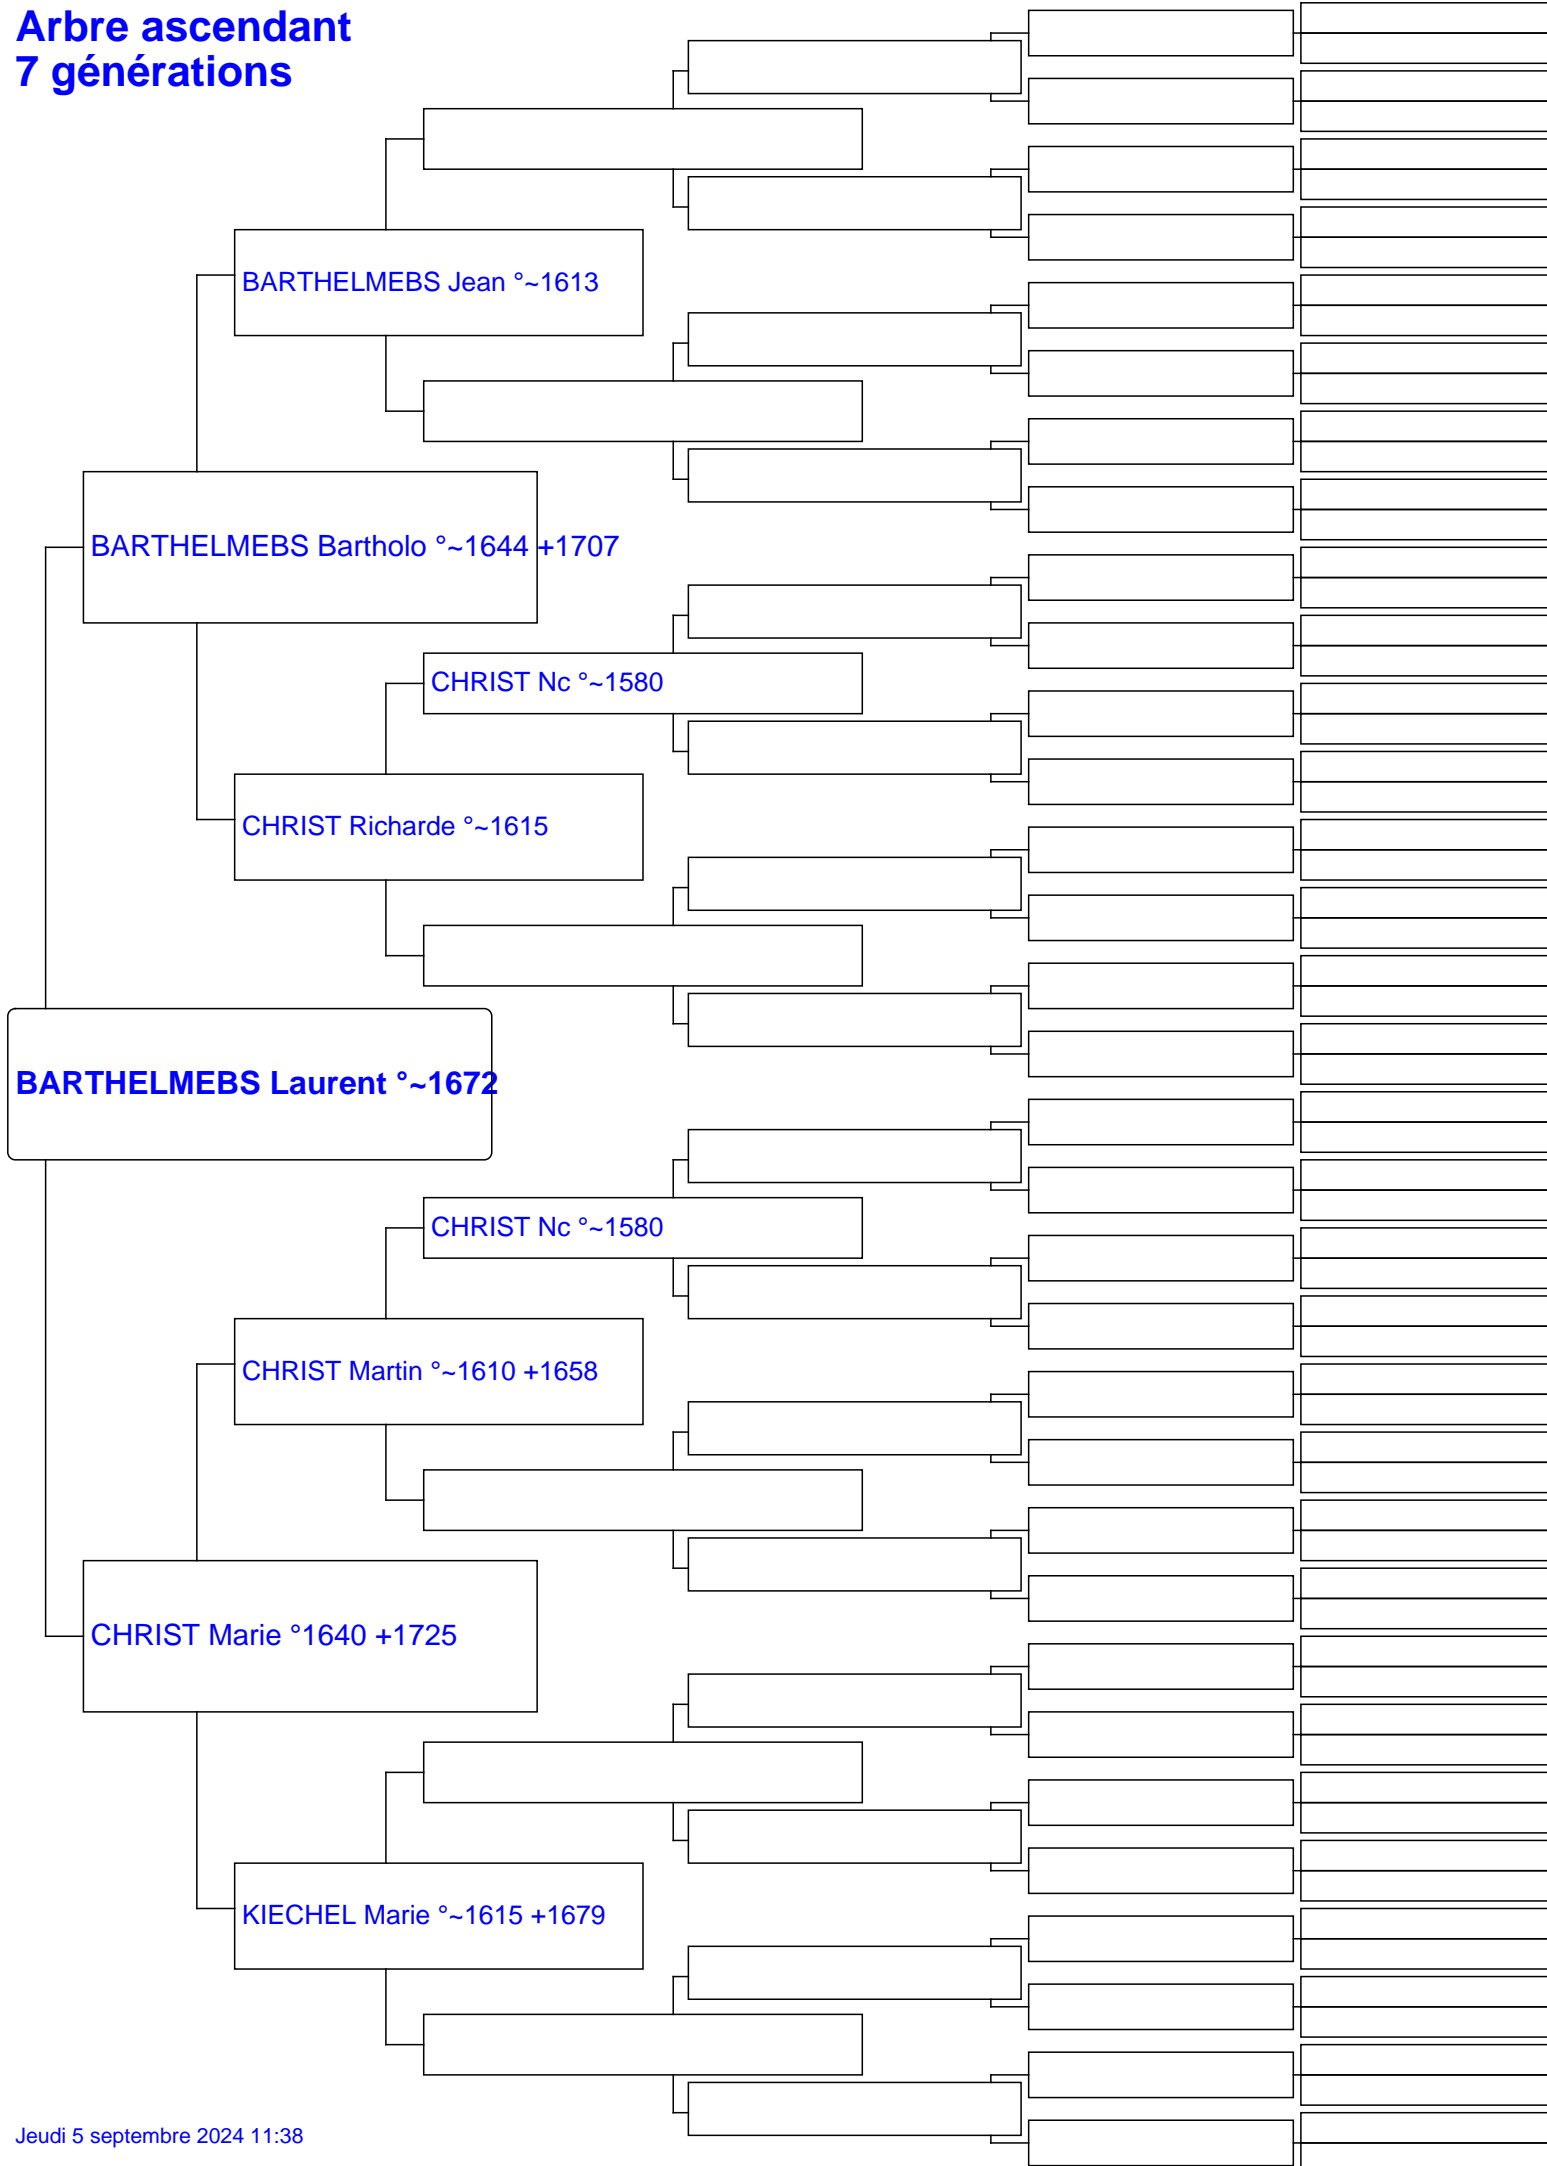 Arbre ascendant
7 générations
BARTHELMEBS Jean °~1613
BARTHELMEBS Bartholo °~1644 +1707
CHRIST Nc °~1580
CHRIST Richarde °~1615
BARTHELMEBS Laurent °~1672
CHRIST Nc °~1580
CHRIST Martin °~1610 +1658
CHRIST Marie °1640 +1725
KIECHEL Marie °~1615 +1679
Jeudi 5 septembre 2024 11:38